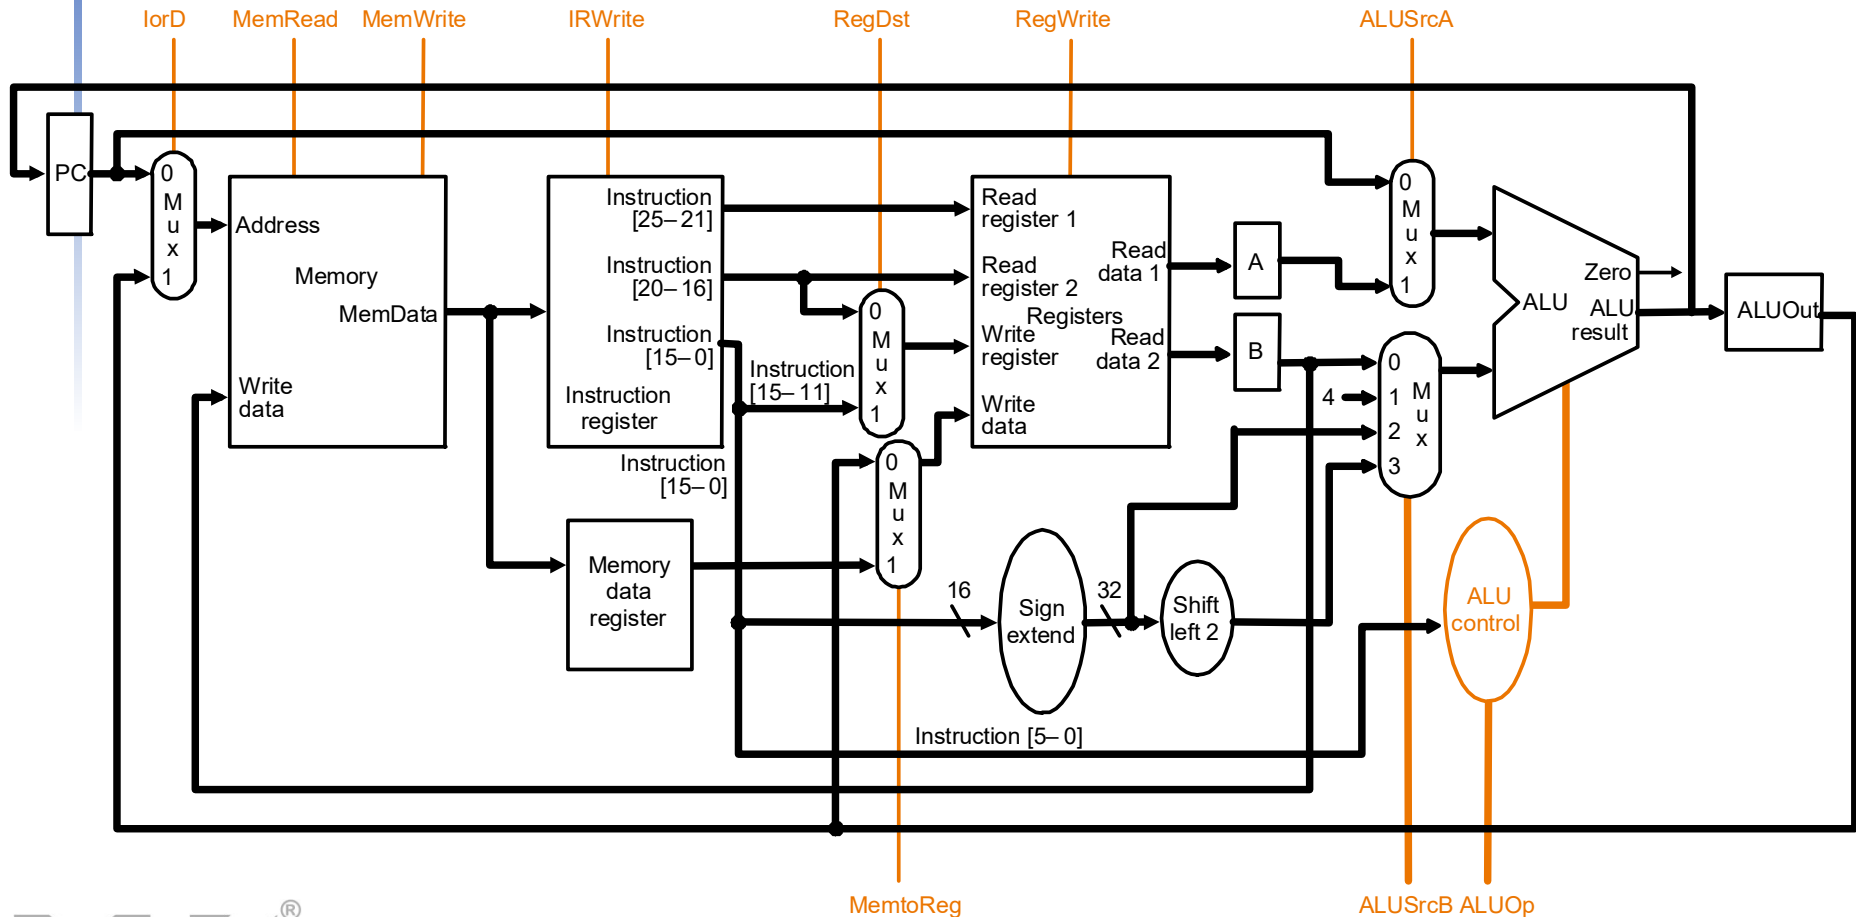 IorD MemRead MemWrite IRWrite RegDst RegWrite ALUSrcA
PC
0
M
u
x
1
Address
Memory
MemData
Write
data
Instruction
[25–21]
Instruction
[20–16]
Instruction
[15–0]
Instruction
register
Instruction
[15–0]
Instruction
[15–11]
0
M
u
x
1
Read
register 1
Read
register 2
Registers
Write
register
Write
data
Read
data 1
Read
data 2
A
B
4
0
M
u
x
1
0
1
2
3
M
u
x
Zero
ALU
ALU
result
ALUOut
Memory
data
register
0
M
u
x
1
16
Sign
extend
32
Shift
left 2
ALU
control
Instruction [5–0]
MemtoReg ALUSrcB ALUOp
®